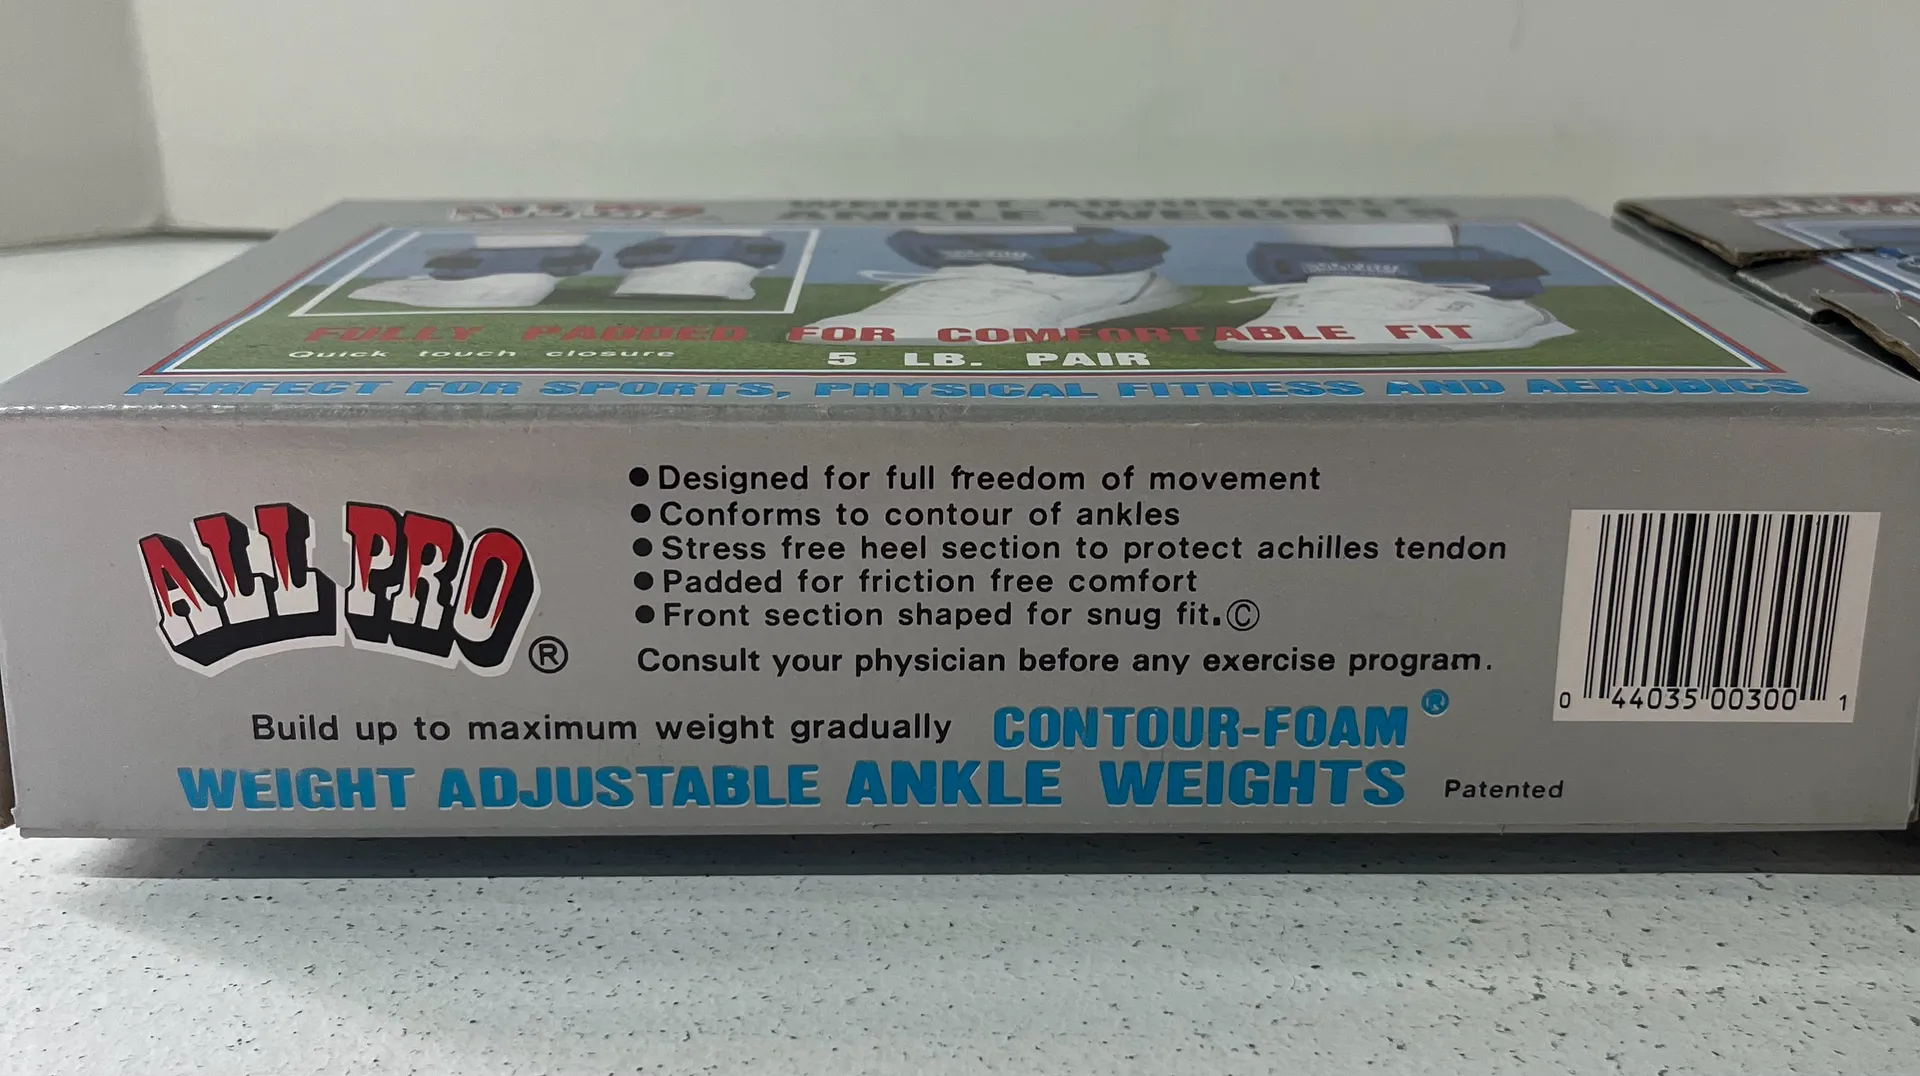 ALL PRO WEIGHT ADJUSTABLE
ANKLE WEIGHTS
FULLY PADDED FOR COMFORTABLE FIT
Quick touch closure 5 LB. PAIR
PERFECT FOR SPORTS, PHYSICAL FITNESS AND AEROBICS
ALL PRO ®
● Designed for full freedom of movement
● Conforms to contour of ankles
● Stress free heel section to protect achilles tendon
● Padded for friction free comfort
● Front section shaped for snug fit.©
Consult your physician before any exercise program.
Build up to maximum weight gradually CONTOUR-FOAM ®
WEIGHT ADJUSTABLE ANKLE WEIGHTS Patented
0 44035 00300 1